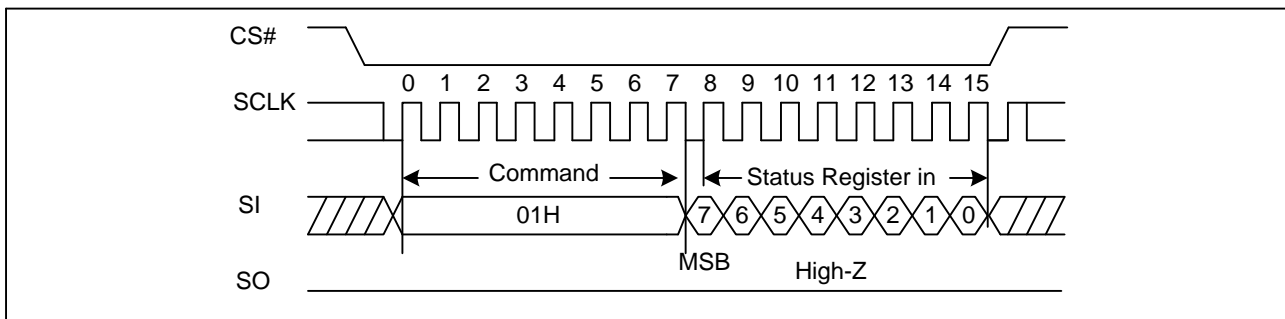 CS#
0 1 2 3 4 5 6 7 8 9 10 11 12 13 14 15
SCLK
Command Status Register in
SI 01H 7 6 5 4 3 2 1 0
MSB High-Z
SO